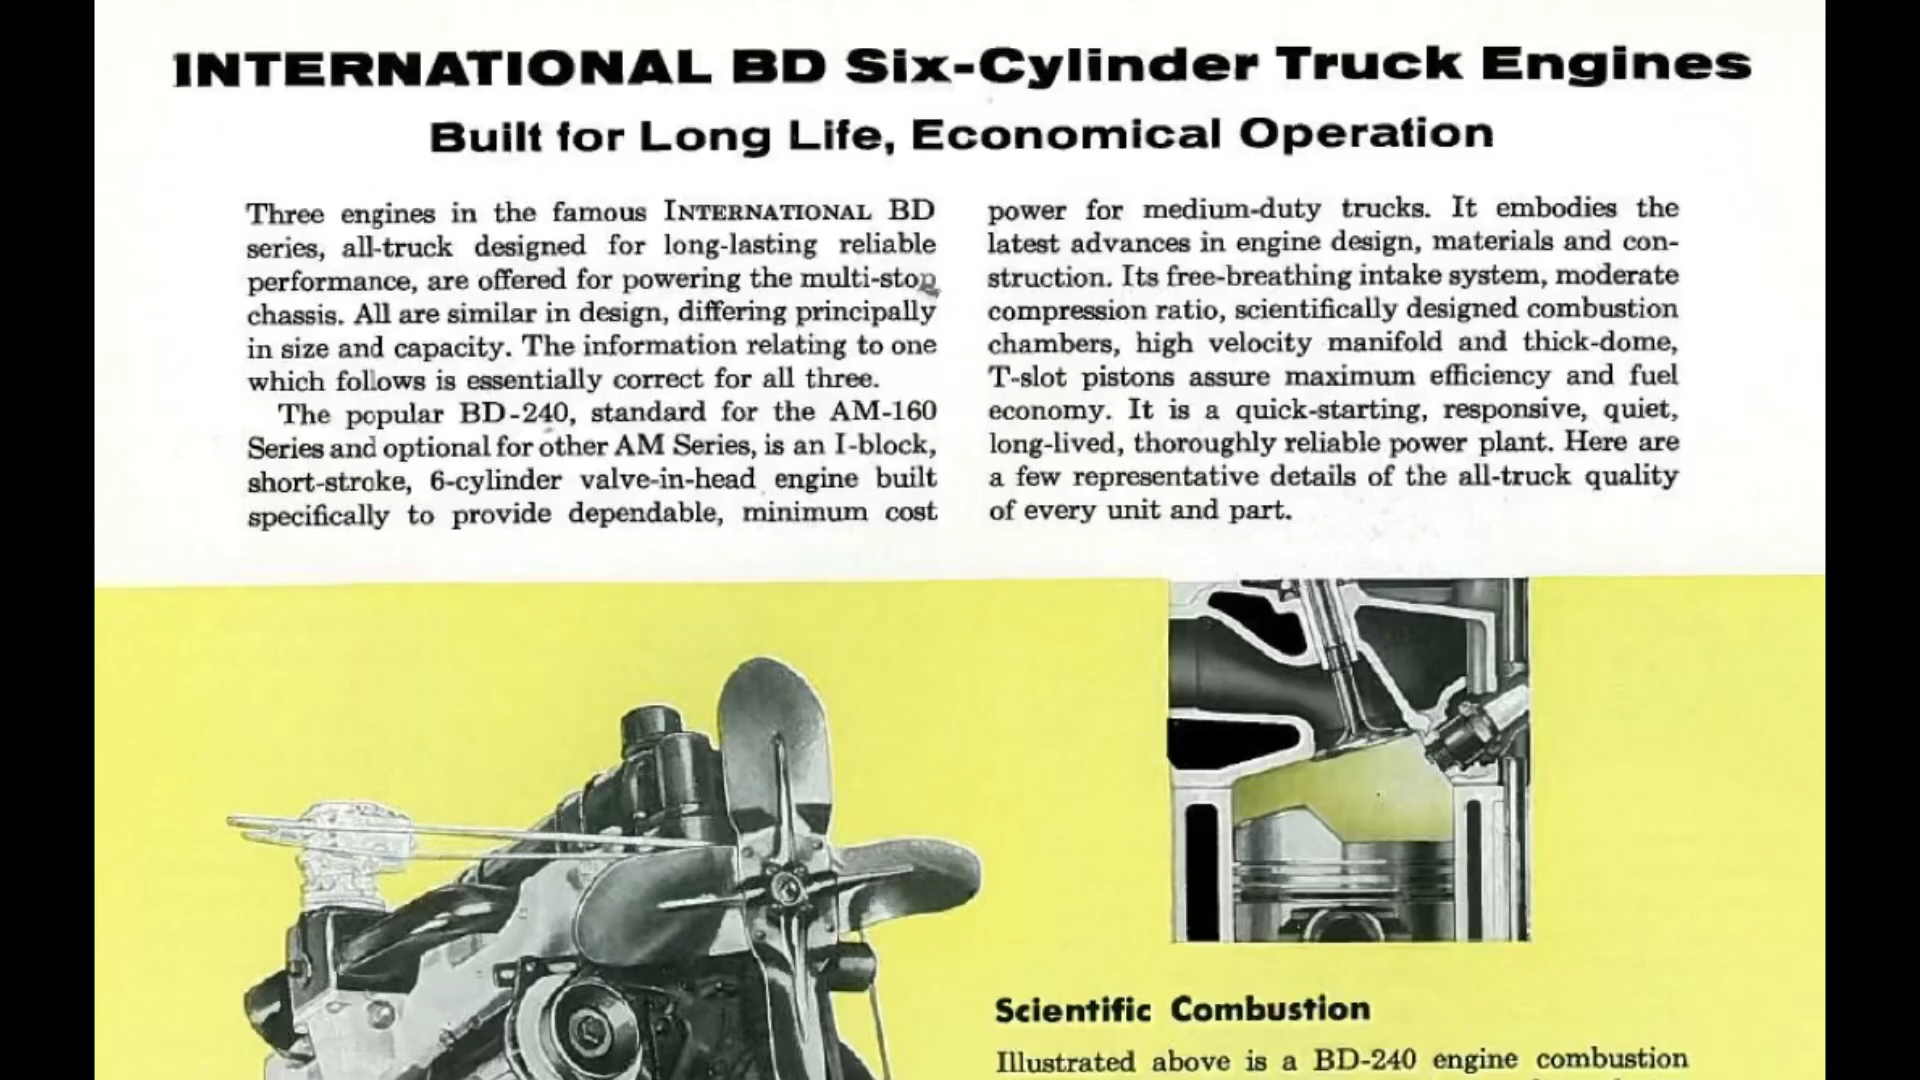 INTERNATIONAL BD Six-Cylinder Truck Engines
Built for Long Life, Economical Operation
Three engines in the famous INTERNATIONAL BD
series, all-truck designed for long-lasting reliable
performance, are offered for powering the multi-stop
chassis. All are similar in design, differing principally
in size and capacity. The information relating to one
which follows is essentially correct for all three.
The popular BD-240, standard for the AM-160
Series and optional for other AM Series, is an I-block,
short-stroke, 6-cylinder valve-in-head engine built
specifically to provide dependable, minimum cost
power for medium-duty trucks. It embodies the
latest advances in engine design, materials and con-
struction. Its free-breathing intake system, moderate
compression ratio, scientifically designed combustion
chambers, high velocity manifold and thick-dome,
T-slot pistons assure maximum efficiency and fuel
economy. It is a quick-starting, responsive, quiet,
long-lived, thoroughly reliable power plant. Here are
a few representative details of the all-truck quality
of every unit and part.
Scientific Combustion
Illustrated above is a BD-240 engine combustion